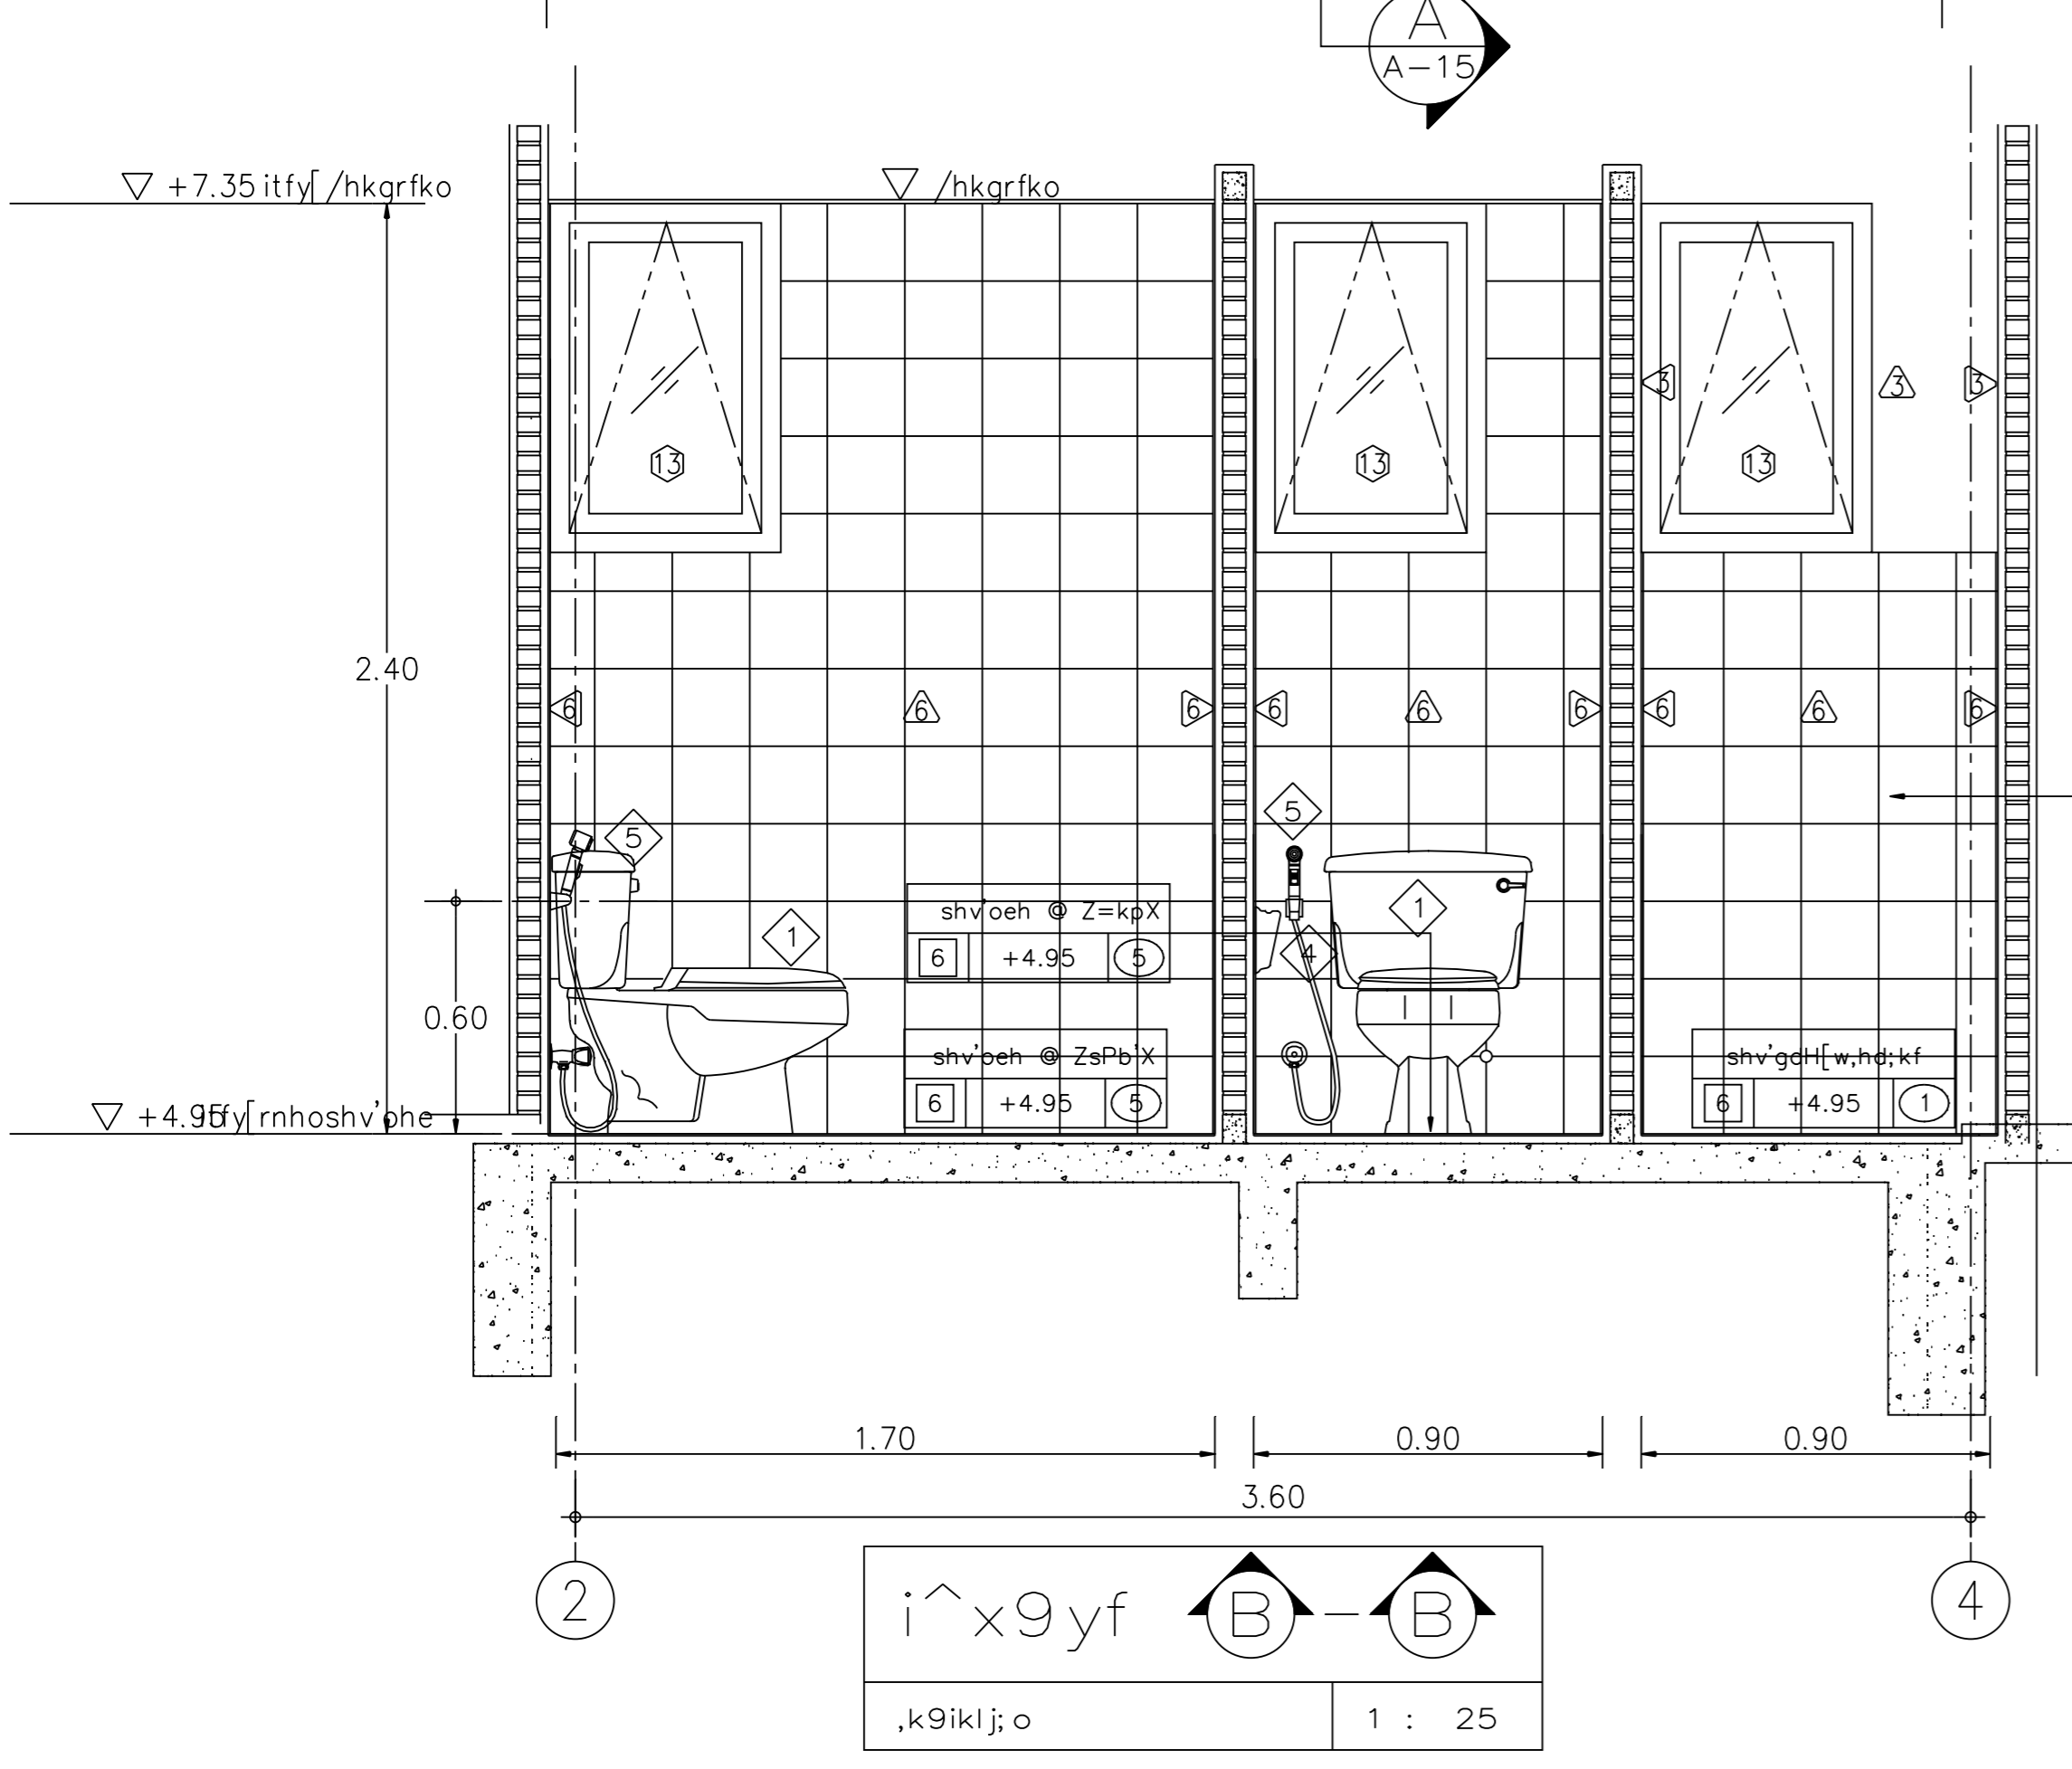 A
A-15
+7.35 itfy[ /hkgrfko
/hkgrfko
3 3 3
13 13 13
2.40
6 6 6 6 6 6 6 6 6
5 5
1 1
shv'oeh @ Z=kpX
6 +4.95 5
4
0.60
shv'oeh @ ZsPb'X
6 +4.95 5
shv'gdH[w,hd;kf
6 +4.95 1
+4.95 itfy[rnhoshv'ohe'
1.70 0.90 0.90
3.60
2 4
i^x9yf B-B
,k9iklj;o 1 : 25